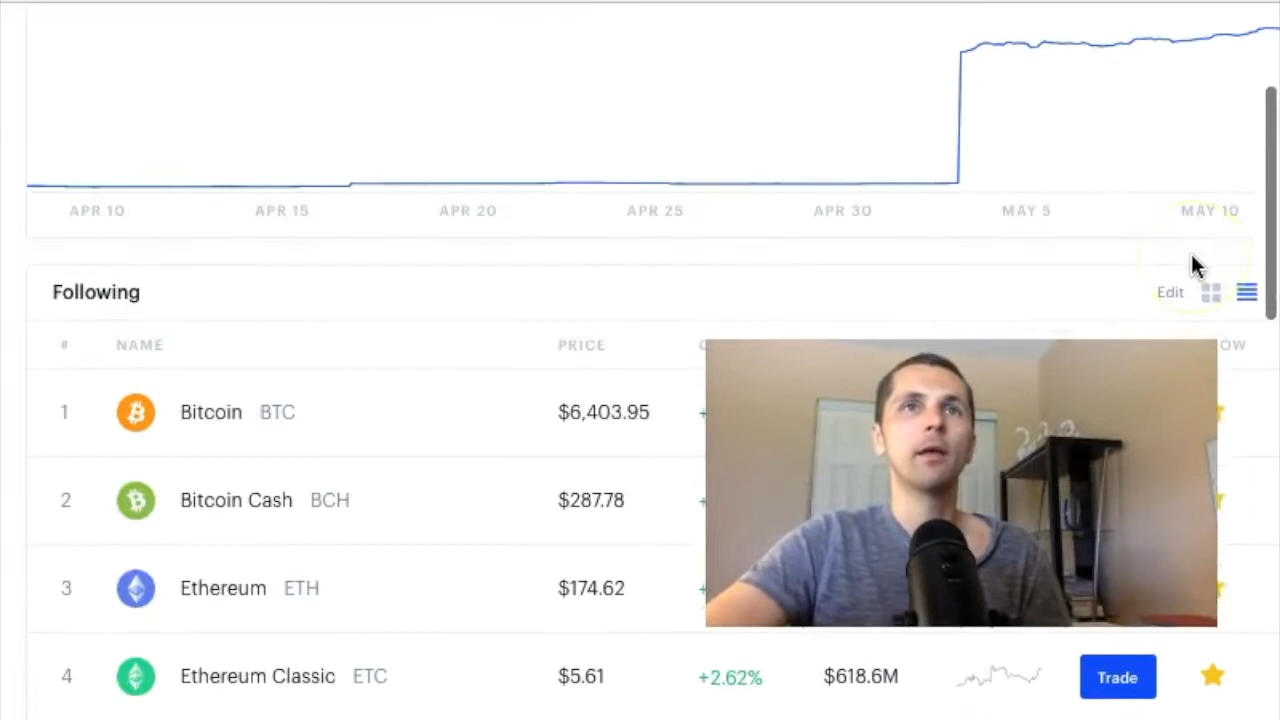 APR 10 APR 15 APR 20 APR 25 APR 30 MAY 5 MAY 10
Following Edit
# NAME PRICE
1 Bitcoin BTC $6,403.95
2 Bitcoin Cash BCH $287.78
3 Ethereum ETH $174.62
4 Ethereum Classic ETC $5.61 +2.62% $618.6M Trade